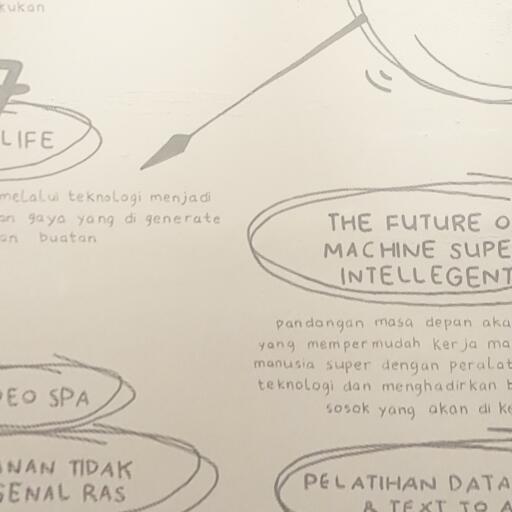 kukan
LIFE
melalui teknologi menjadi
an gaya yang di generate
an buatan
THE FUTURE O
MACHINE SUPE
INTELLEGENT
pandangan masa depan aka
yang mempermudah kerja ma
manusia super dengan peralat
teknologi dan menghadirkan b
sosok yang akan di ke
DEO SPA
ANAN TIDAK
GENAL RAS
PELATIHAN DATA
& TEXT TO A